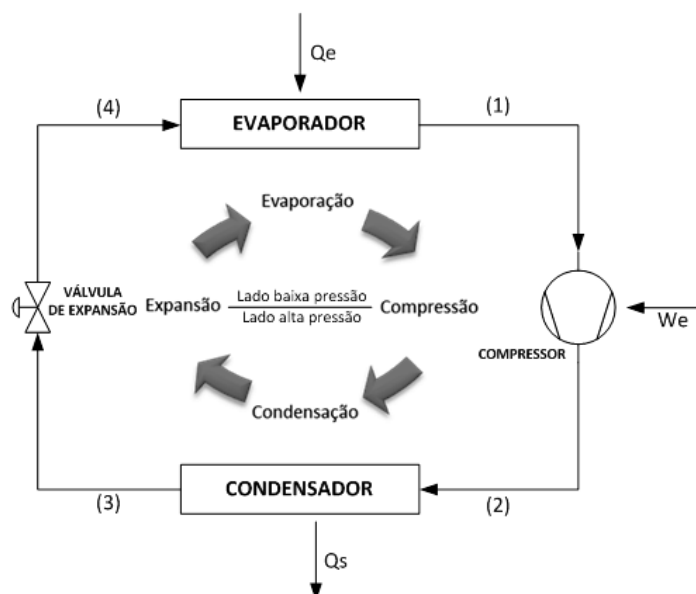 Qe
(4)
EVAPORADOR
(1)
Evaporação
VÁLVULA
DE EXPANSÃO
Expansão
Lado baixa pressão
Lado alta pressão
Compressão
We
COMPRESSOR
Condensação
(3)
CONDENSADOR
(2)
Qs